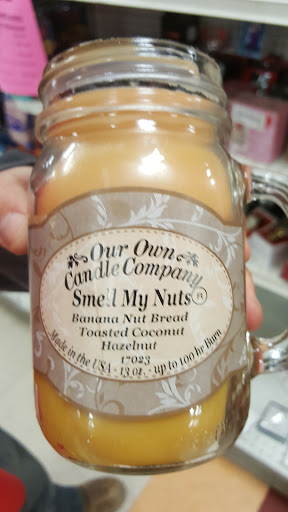 Our Own
Candle Company
Smell My Nuts®
Banana Nut Bread
Toasted Coconut
Hazelnut
17023
Made in the USA - 13 oz. - up to 100 hr Burn